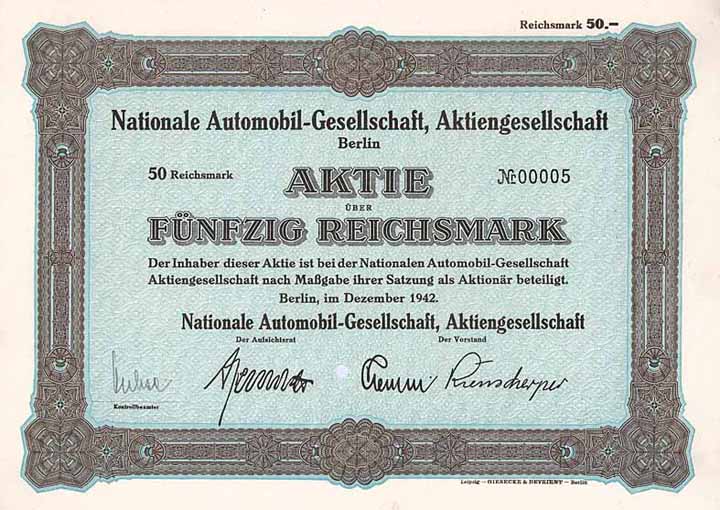 Reichsmark 50.–
Nationale Automobil-Gesellschaft, Aktiengesellschaft
Berlin
50 Reichsmark AKTIE № 00005
ÜBER
FÜNFZIG REICHSMARK
Der Inhaber dieser Aktie ist bei der Nationalen Automobil-Gesellschaft
Aktiengesellschaft nach Maßgabe ihrer Satzung als Aktionär beteiligt.
Berlin, im Dezember 1942.
Nationale Automobil-Gesellschaft, Aktiengesellschaft
Der Aufsichtsrat Der Vorstand
Kontrollbeamter
Leipzig — GIESECKE & DEVRIENT — Berlin